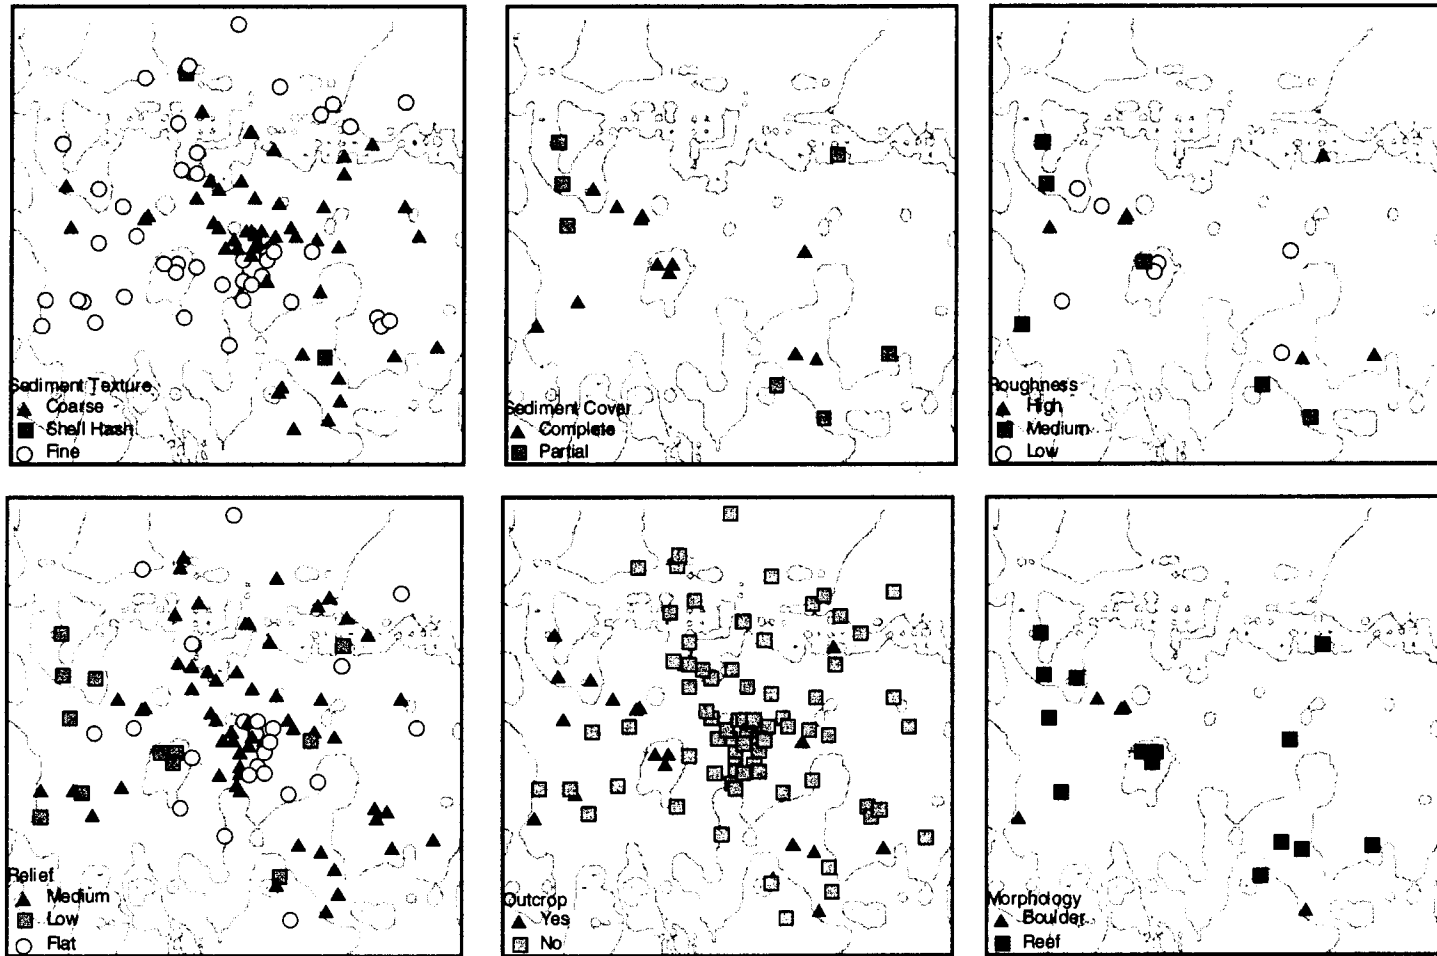 Sediment Texture
Coarse
Shell Hash
Fine
Sediment Cover
Complete
Partial
Roughness
High
Medium
Low
Relief
Medium
Low
Flat
Outcrop
Yes
No
Morphology
Boulder
Reef